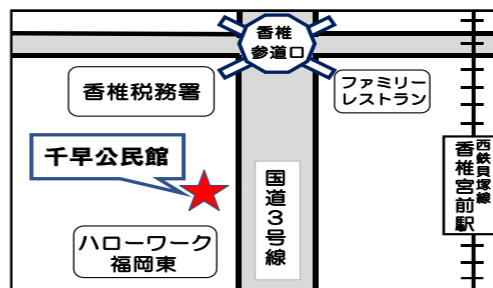 香椎
参道口
香椎税務署
ファミリー
レストラン
千早公民館
国道3号線
西鉄貝塚線
香椎宮前駅
ハローワーク
福岡東